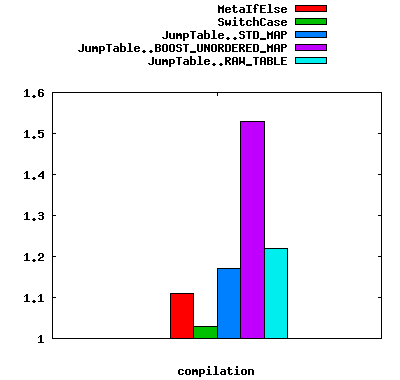 MetaIfElse
SwitchCase
JumpTable..STD_MAP
JumpTable..BOOST_UNORDERED_MAP
JumpTable..RAW_TABLE
1.6
1.5
1.4
1.3
1.2
1.1
1
compilation